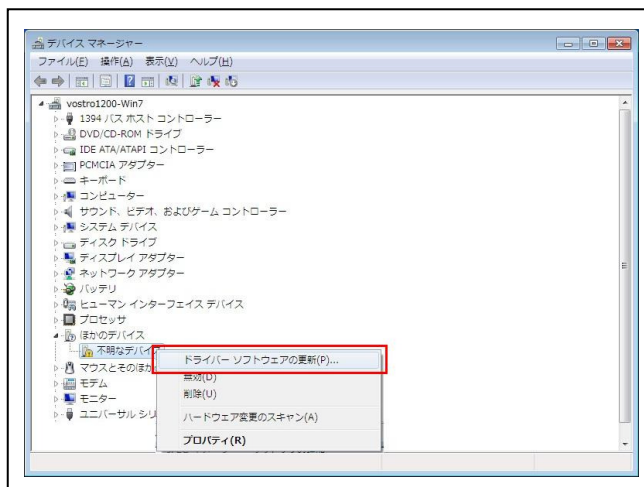 デバイス マネージャー
ファイル(F) 操作(A) 表示(V) ヘルプ(H)
vostro1200-Win7
1394 バス ホスト コントローラー
DVD/CD-ROM ドライブ
IDE ATA/ATAPI コントローラー
PCMCIA アダプター
キーボード
コンピューター
サウンド、ビデオ、およびゲーム コントローラー
システム デバイス
ディスク ドライブ
ディスプレイ アダプター
ネットワーク アダプター
バッテリ
ヒューマン インターフェイス デバイス
プロセッサ
ほかのデバイス
不明なデバイス
ドライバー ソフトウェアの更新(P)...
マウスとそのほか
無効(D)
モデム
削除(U)
モニター
ユニバーサル シリ
ハードウェア変更のスキャン(A)
プロパティ(R)